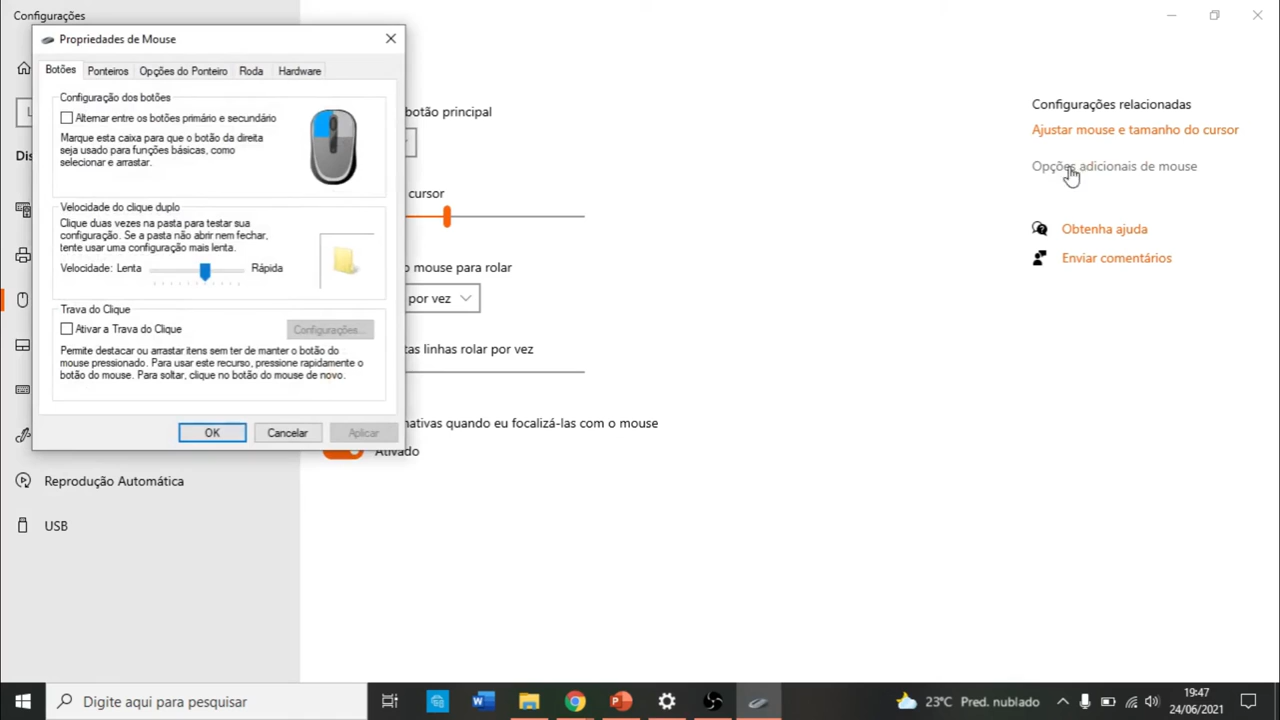 Configurações
Propriedades de Mouse
Botões
Ponteiros
Opções do Ponteiro
Roda
Hardware
Configuração dos botões
Alternar entre os botões primário e secundário
Marque esta caixa para que o botão da direita
seja usado para funções básicas, como
selecionar e arrastar.
Velocidade do clique duplo
Clique duas vezes na pasta para testar sua
configuração. Se a pasta não abrir nem fechar,
tente usar uma configuração mais lenta.
Velocidade: Lenta
Rápida
Trava do Clique
Ativar a Trava do Clique
Configurações...
Permite destacar ou arrastar itens sem ter de manter o botão do
mouse pressionado. Para usar este recurso, pressione rapidamente o
botão do mouse. Para soltar, clique no botão do mouse de novo.
OK
Cancelar
Aplicar
Reprodução Automática
USB
botão principal
cursor
o mouse para rolar
por vez
tas linhas rolar por vez
nativas quando eu focalizá-las com o mouse
Ativado
Configurações relacionadas
Ajustar mouse e tamanho do cursor
Opções adicionais de mouse
Obtenha ajuda
Enviar comentários
Digite aqui para pesquisar
23°C Pred. nublado
19:47
24/06/2021